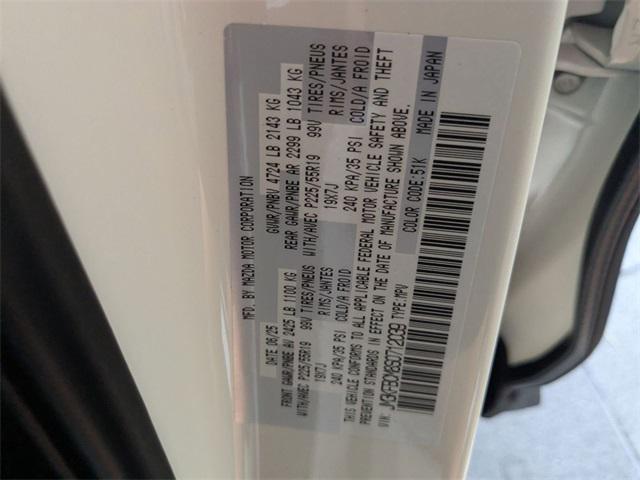 MFD. BY MAZDA MOTOR CORPORATION
DATE 06/25 GVWR/PNBV 4724 LB 2143 KG
FRONT GAWR/PNBE AV 2425 LB 1100 KG REAR GAWR/PNBE AR 2299 LB 1043 KG
WITH/AVEC P225/55R19 99V TIRES/PNEUS WITH/AVEC P225/55R19 99V TIRES/PNEUS
19X7J RIMS/JANTES 19X7J RIMS/JANTES
240 KPA/35 PSI COLD/A FROID 240 KPA/35 PSI COLD/A FROID
THIS VEHICLE CONFORMS TO ALL APPLICABLE FEDERAL MOTOR VEHICLE SAFETY AND THEFT
PREVENTION STANDARDS IN EFFECT ON THE DATE OF MANUFACTURE SHOWN ABOVE.
VIN: TYPE:MPV COLOR CODE:51K MADE IN JAPAN